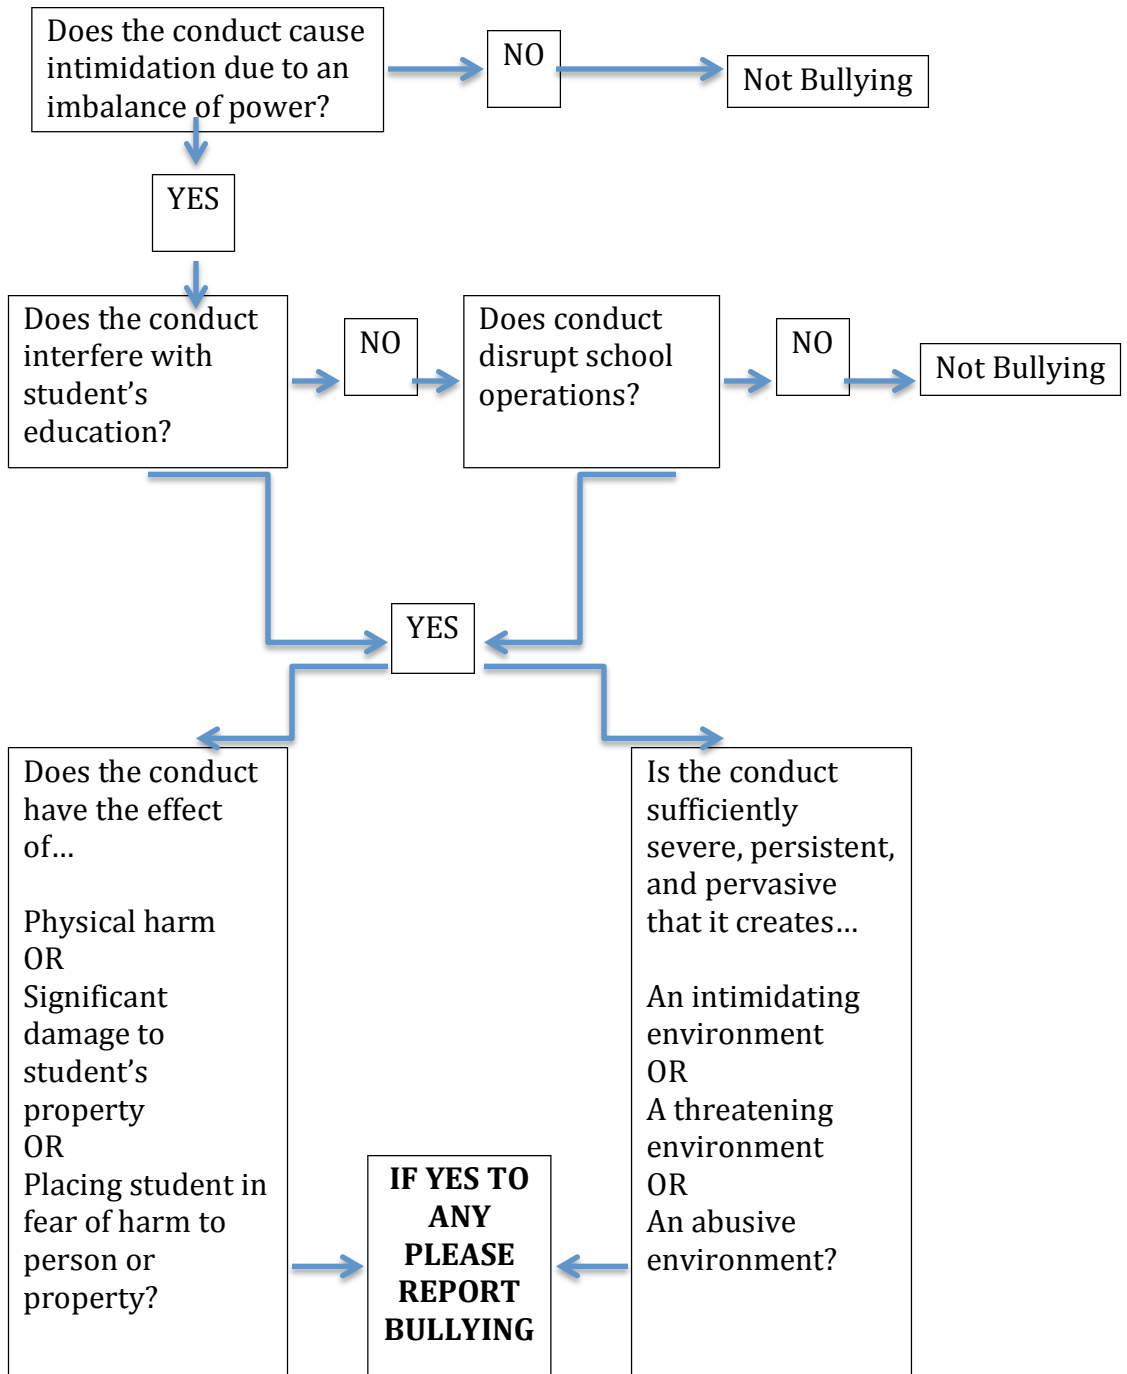 Does the conduct cause
intimidation due to an
imbalance of power?
NO
Not Bullying
YES
Does the conduct
interfere with
student’s
education?
NO
Does conduct
disrupt school
operations?
NO
Not Bullying
YES
Does the conduct
have the effect
of…
Physical harm
OR
Significant
damage to
student’s
property
OR
Placing student in
fear of harm to
person or
property?
Is the conduct
sufficiently
severe, persistent,
and pervasive
that it creates…
An intimidating
environment
OR
A threatening
environment
OR
An abusive
environment?
IF YES TO
ANY
PLEASE
REPORT
BULLYING